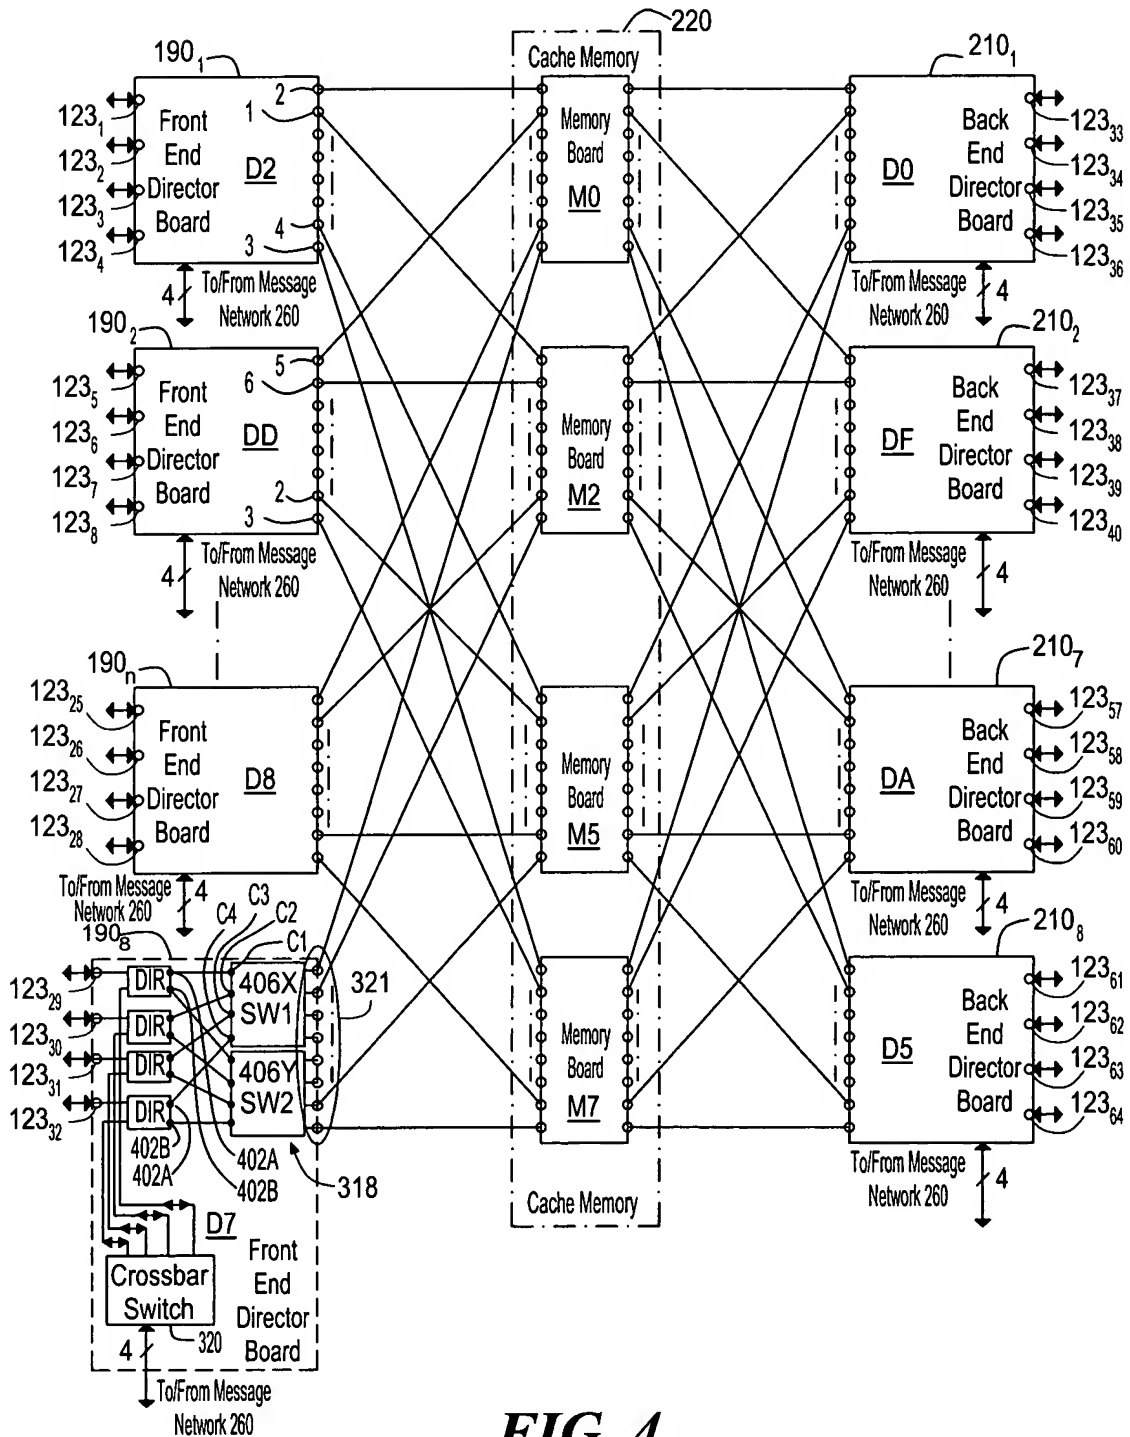 220
Cache Memory
190₁
123₁
123₂
123₃
123₄
Front
End
Director
Board
D2
2
1
4
3
4
To/From Message
Network 260
Memory
Board
M0
210₁
D0
Back
End
Director
Board
123₃₃
123₃₄
123₃₅
123₃₆
To/From Message
Network 260
4
190₂
123₅
123₆
123₇
123₈
Front
End
Director
Board
DD
5
6
2
3
4
To/From Message
Network 260
Memory
Board
M2
210₂
DF
Back
End
Director
Board
123₃₇
123₃₈
123₃₉
123₄₀
To/From Message
Network 260
4
190ₙ
123₂₅
123₂₆
123₂₇
123₂₈
Front
End
Director
Board
D8
To/From Message
Network 260
4
Memory
Board
M5
210₇
DA
Back
End
Director
Board
123₅₇
123₅₈
123₅₉
123₆₀
To/From Message
Network 260
4
190₈
C4
C3
C2
C1
123₂₉
123₃₀
123₃₁
123₃₂
DIR
DIR
DIR
DIR
406X
SW1
406Y
SW2
321
402B
402A
402A
402B
318
D7
Front
End
Director
Board
Crossbar
Switch
320
4
To/From Message
Network 260
Memory
Board
M7
Cache Memory
210₈
D5
Back
End
Director
Board
123₆₁
123₆₂
123₆₃
123₆₄
To/From Message
Network 260
4
FIG. 4